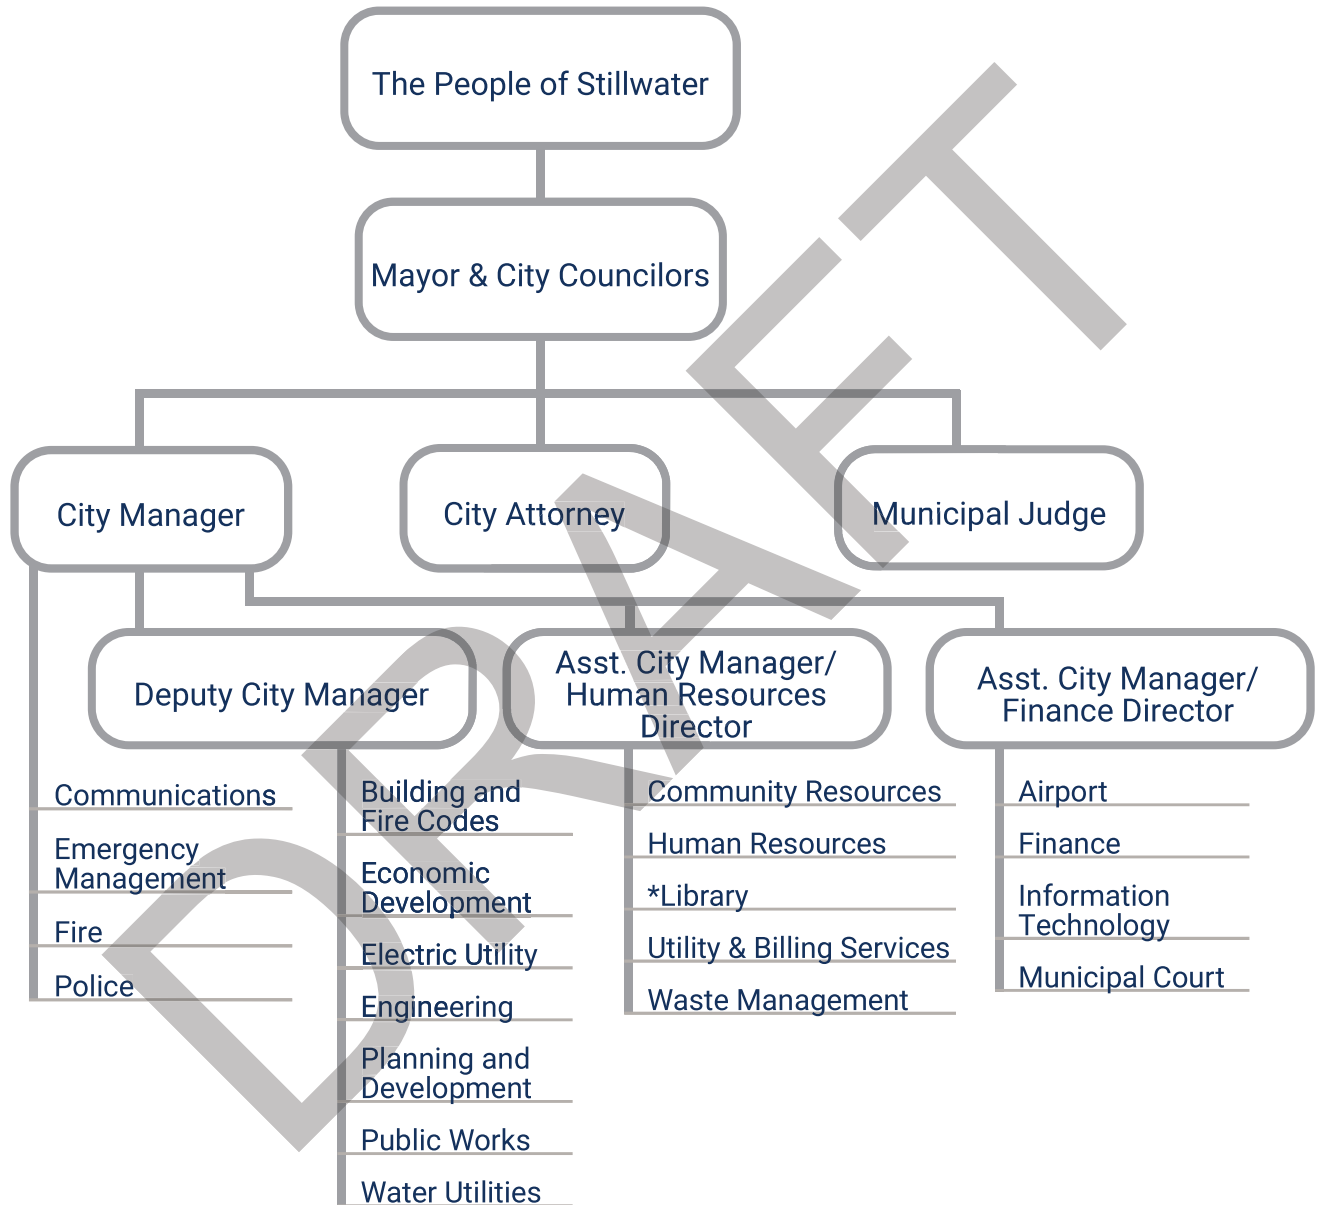 The People of Stillwater
Mayor & City Councilors
City Manager
City Attorney
Municipal Judge
Deputy City Manager
Asst. City Manager/
Human Resources
Director
Asst. City Manager/
Finance Director
Communications
Emergency
Management
Fire
Police
Building and
Fire Codes
Economic
Development
Electric Utility
Engineering
Planning and
Development
Public Works
Water Utilities
Community Resources
Human Resources
*Library
Utility & Billing Services
Waste Management
Airport
Finance
Information
Technology
Municipal Court
DRAFT